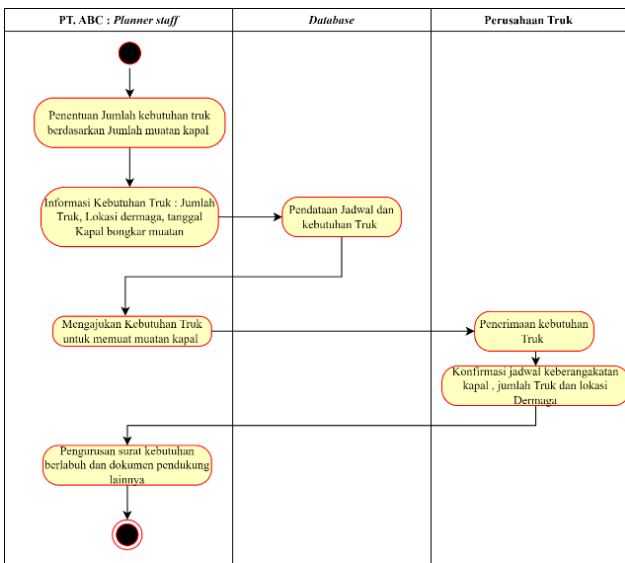 PT. ABC : Planner staff
Database
Perusahaan Truk
Penentuan Jumlah kebutuhan truk
berdasarkan Jumlah muatan kapal
Informasi Kebutuhan Truk : Jumlah
Truk, Lokasi dermaga, tanggal
Kapal bongkar muatan
Pendataan Jadwal dan
kebutuhan Truk
Mengajukan Kebutuhan Truk
untuk memuat muatan kapal
Penerimaan kebutuhan
Truk
Konfirmasi jadwal keberangakatan
kapal , jumlah Truk dan lokasi
Dermaga
Pengurusan surat kebutuhan
berlabuh dan dokumen pendukung
lainnya